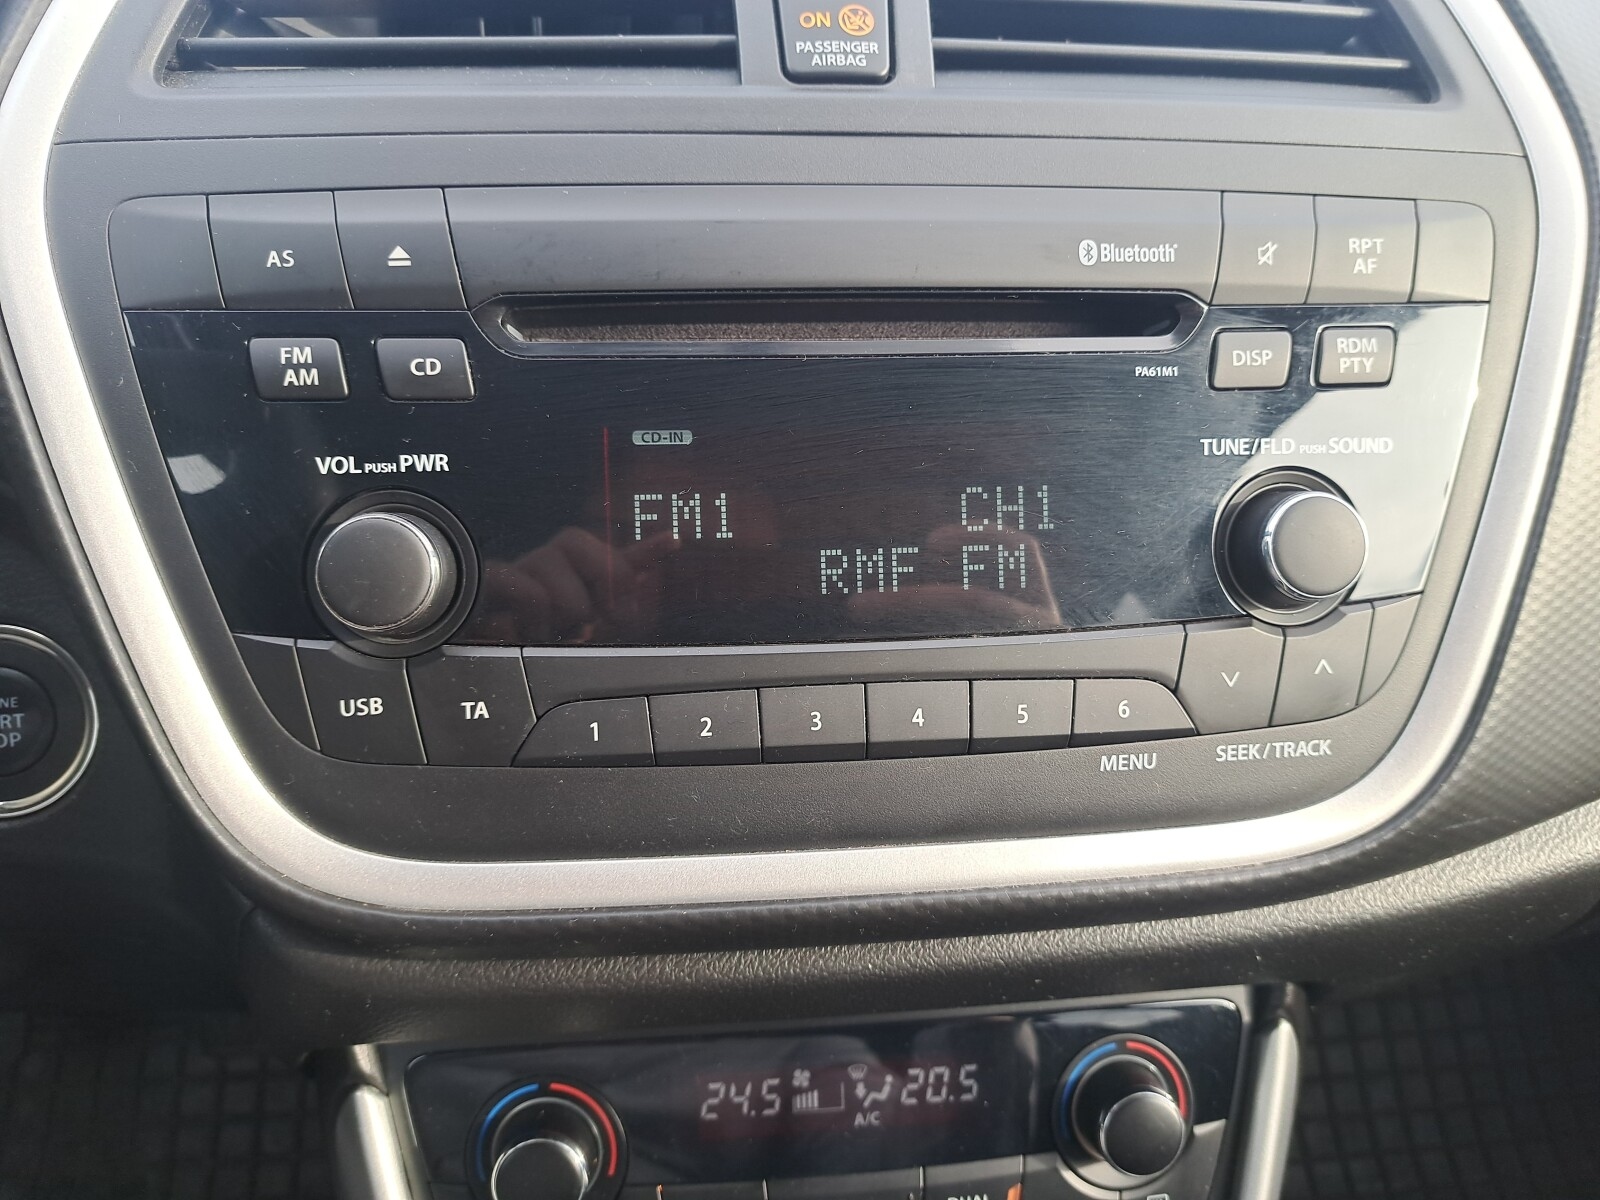 ON
PASSENGER
AIRBAG
AS
Bluetooth
RPT
AF
FM
AM
CD
PA61M1
DISP
RDM
PTY
CD-IN
VOL PUSH PWR
TUNE/FLD PUSH SOUND
FM1 CH1
RMF FM
USB
TA
1
2
3
4
5
6
MENU
SEEK/TRACK
24.5
A/C
20.5